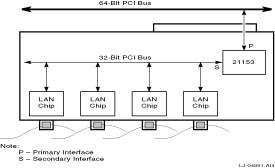 64-Bit PCI Bus
P
32-Bit PCI Bus
21153
S
LAN Chip
LAN Chip
LAN Chip
LAN Chip
Note:
P – Primary Interface
S – Secondary Interface
LJ-04891.AI4